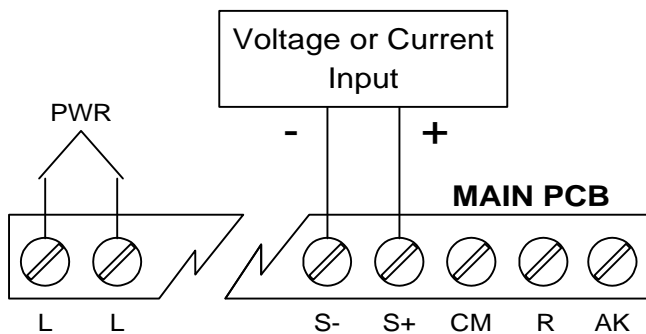 Voltage or Current
Input
PWR
- +
MAIN PCB
L L S- S+ CM R AK